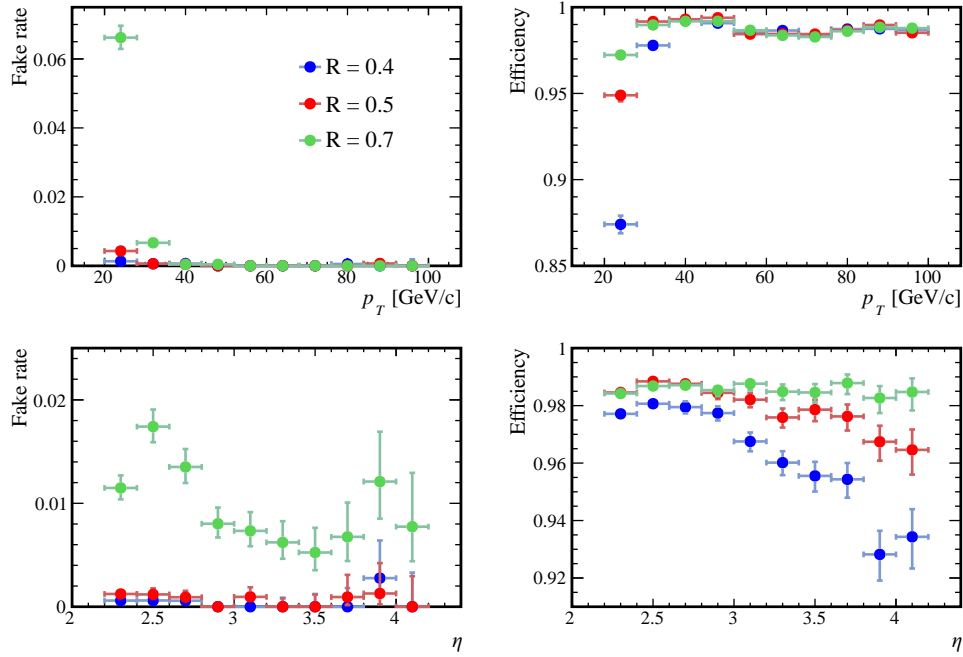 Fake rate
0.06
0.04
0.02
0
20 40 60 80 100
p_T [GeV/c]
R = 0.4
R = 0.5
R = 0.7
Efficiency
1
0.95
0.9
0.85
20 40 60 80 100
p_T [GeV/c]
Fake rate
0.02
0.01
0
2 2.5 3 3.5 4
η
Efficiency
1
0.98
0.96
0.94
0.92
2 2.5 3 3.5 4
η